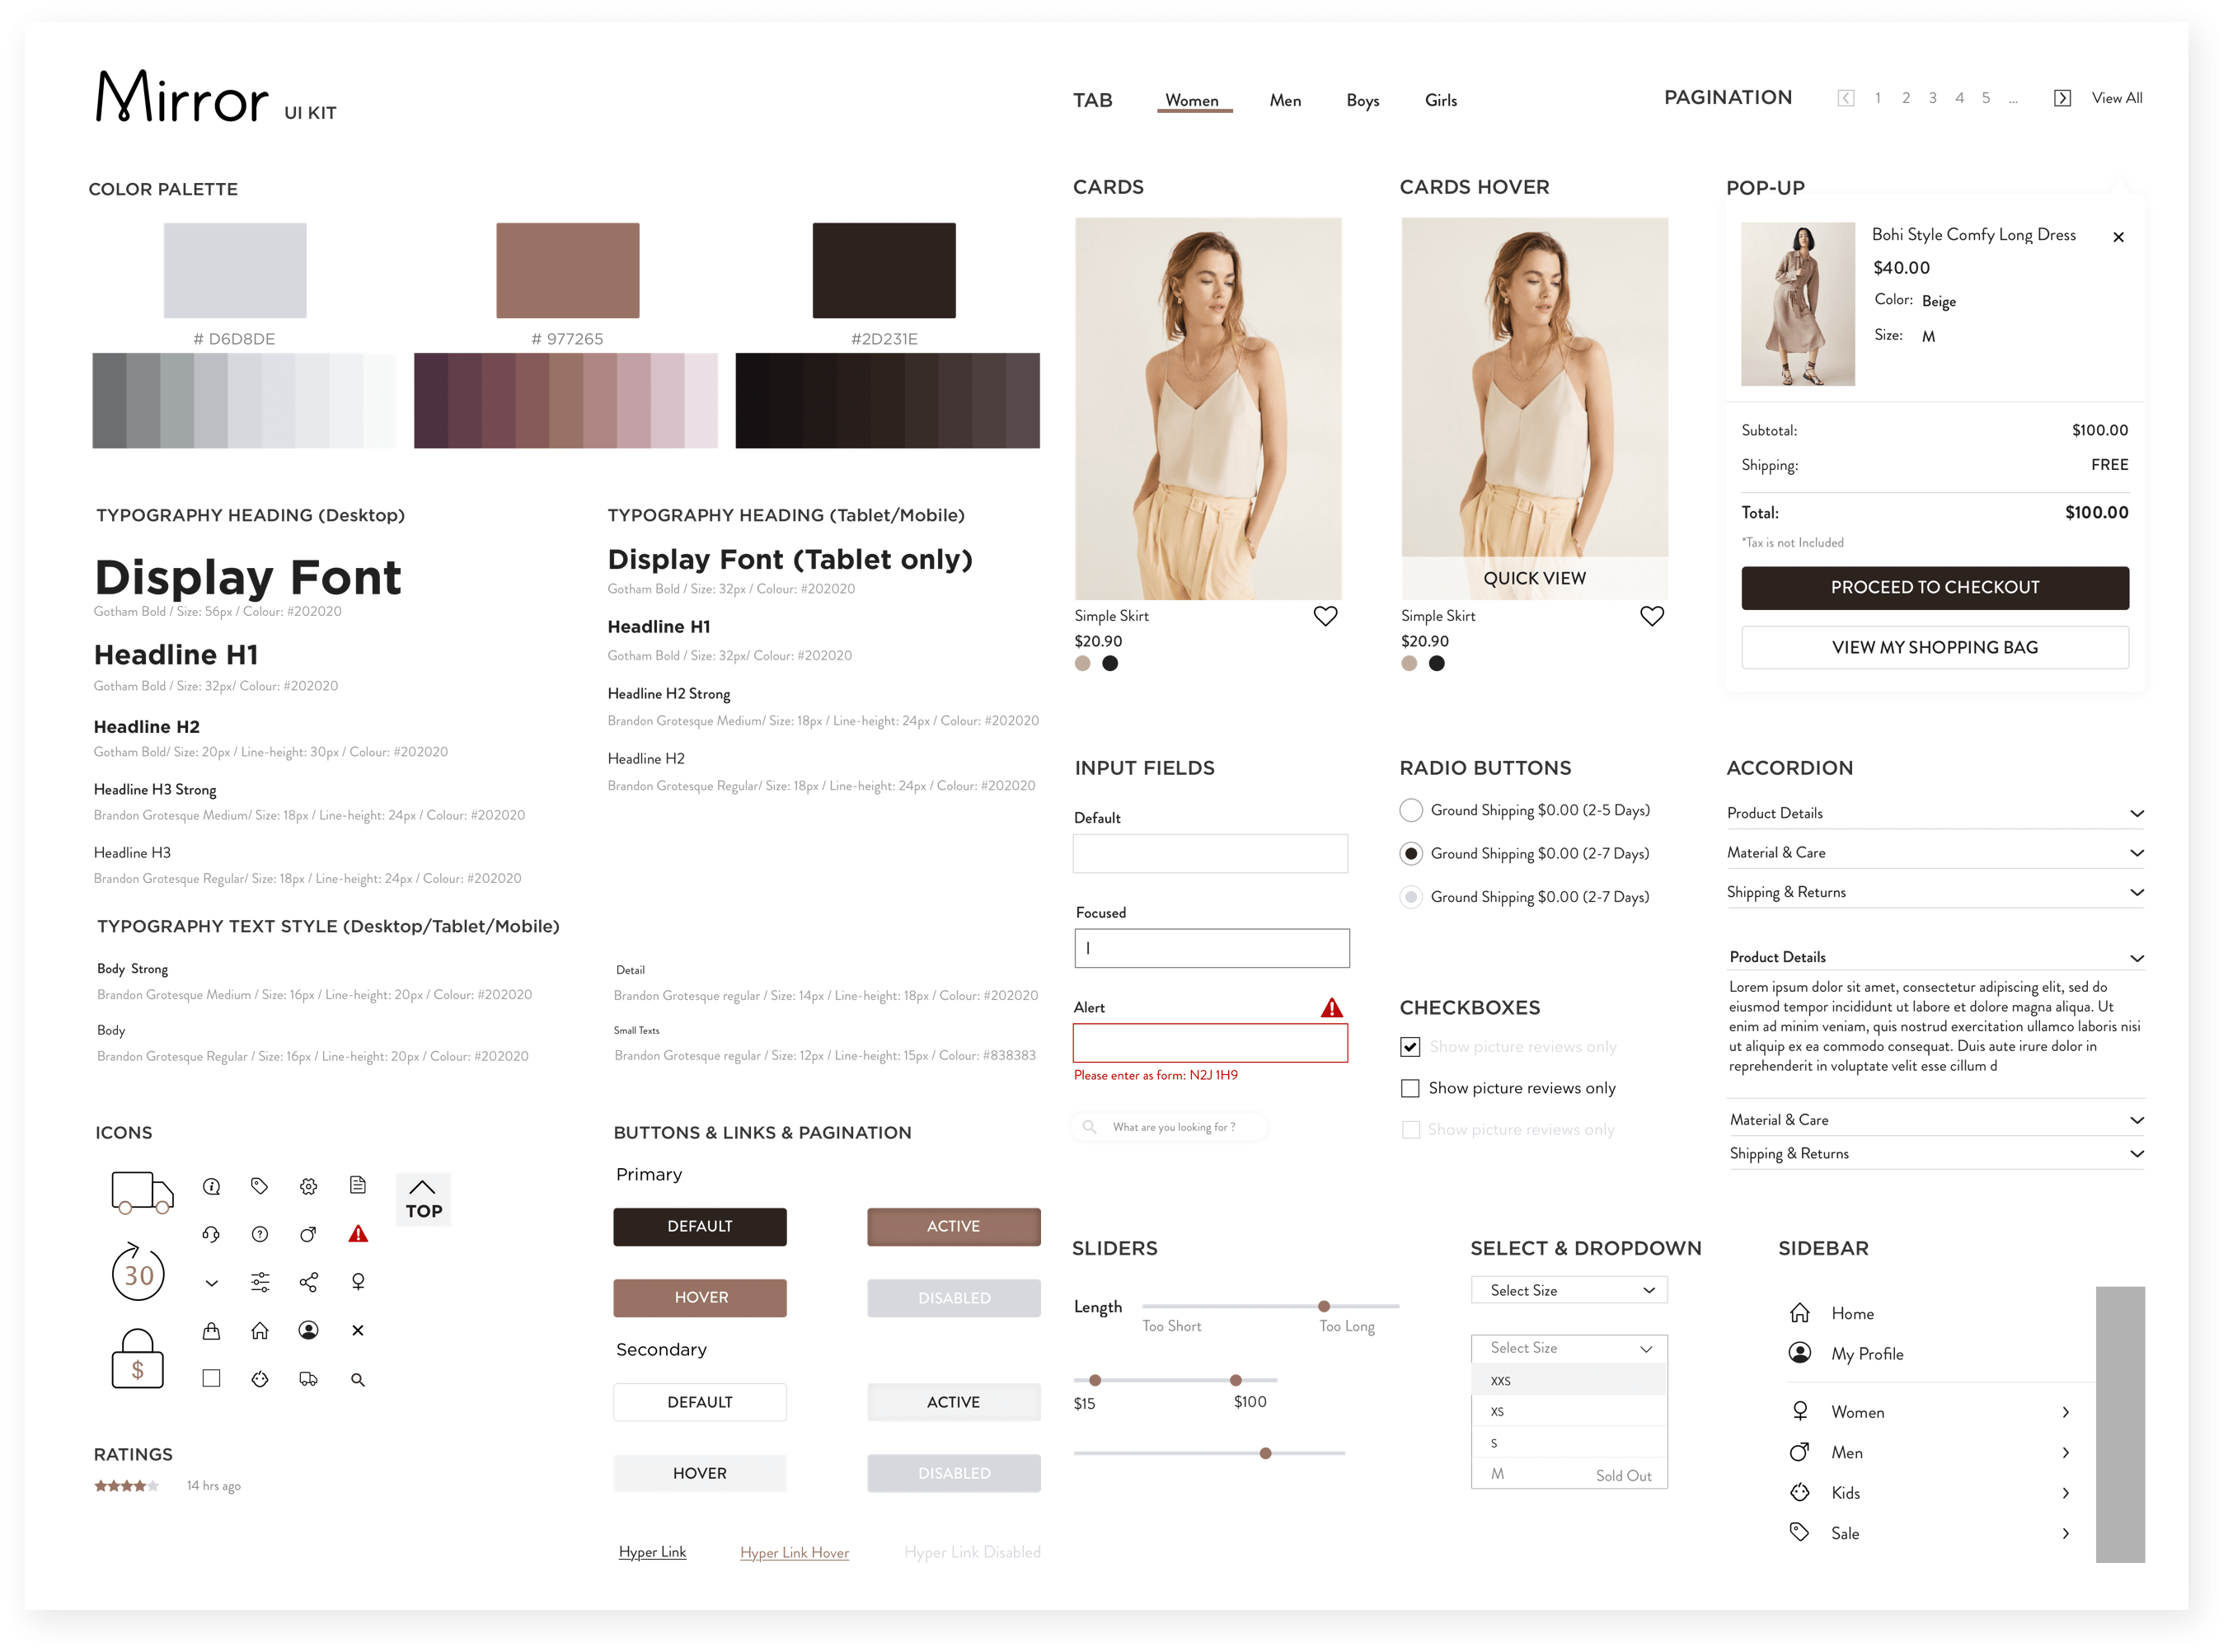 Mirror UI KIT
TAB Women Men Boys Girls
PAGINATION 1 2 3 4 5 ... View All
COLOR PALETTE
# D6D8DE
# 977265
#2D231E
TYPOGRAPHY HEADING (Desktop)
Display Font
Gotham Bold / Size: 56px / Colour: #202020
Headline H1
Gotham Bold / Size: 32px/ Colour: #202020
Headline H2
Gotham Bold/ Size: 20px / Line-height: 30px / Colour: #202020
Headline H3 Strong
Brandon Grotesque Medium/ Size: 18px / Line-height: 24px / Colour: #202020
Headline H3
Brandon Grotesque Regular/ Size: 18px / Line-height: 24px / Colour: #202020
TYPOGRAPHY HEADING (Tablet/Mobile)
Display Font (Tablet only)
Gotham Bold / Size: 32px / Colour: #202020
Headline H1
Gotham Bold / Size: 32px/ Colour: #202020
Headline H2 Strong
Brandon Grotesque Medium/ Size: 18px / Line-height: 24px / Colour: #202020
Headline H2
Brandon Grotesque Regular/ Size: 18px / Line-height: 24px / Colour: #202020
TYPOGRAPHY TEXT STYLE (Desktop/Tablet/Mobile)
Body Strong
Brandon Grotesque Medium / Size: 16px / Line-height: 20px / Colour: #202020
Body
Brandon Grotesque Regular / Size: 16px / Line-height: 20px / Colour: #202020
Detail
Brandon Grotesque regular / Size: 14px / Line-height: 18px / Colour: #202020
Small Texts
Brandon Grotesque regular / Size: 12px / Line-height: 15px / Colour: #838383
ICONS
TOP
30
$
RATINGS
14 hrs ago
BUTTONS & LINKS & PAGINATION
Primary
DEFAULT
ACTIVE
HOVER
DISABLED
Secondary
DEFAULT
ACTIVE
HOVER
DISABLED
Hyper Link
Hyper Link Hover
Hyper Link Disabled
CARDS
Simple Skirt
$20.90
CARDS HOVER
QUICK VIEW
Simple Skirt
$20.90
POP-UP
Bohi Style Comfy Long Dress
$40.00
Color: Beige
Size: M
Subtotal: $100.00
Shipping: FREE
Total: $100.00
*Tax is not Included
PROCEED TO CHECKOUT
VIEW MY SHOPPING BAG
INPUT FIELDS
Default
Focused
Alert
Please enter as form: N2J 1H9
What are you looking for ?
RADIO BUTTONS
Ground Shipping $0.00 (2-5 Days)
Ground Shipping $0.00 (2-7 Days)
Ground Shipping $0.00 (2-7 Days)
CHECKBOXES
Show picture reviews only
Show picture reviews only
Show picture reviews only
ACCORDION
Product Details
Material & Care
Shipping & Returns
Product Details
Lorem ipsum dolor sit amet, consectetur adipiscing elit, sed do
eiusmod tempor incididunt ut labore et dolore magna aliqua. Ut
enim ad minim veniam, quis nostrud exercitation ullamco laboris nisi
ut aliquip ex ea commodo consequat. Duis aute irure dolor in
reprehenderit in voluptate velit esse cillum d
Material & Care
Shipping & Returns
SLIDERS
Length
Too Short
Too Long
$15
$100
SELECT & DROPDOWN
Select Size
Select Size
XXS
XS
S
M Sold Out
SIDEBAR
Home
My Profile
Women
Men
Kids
Sale